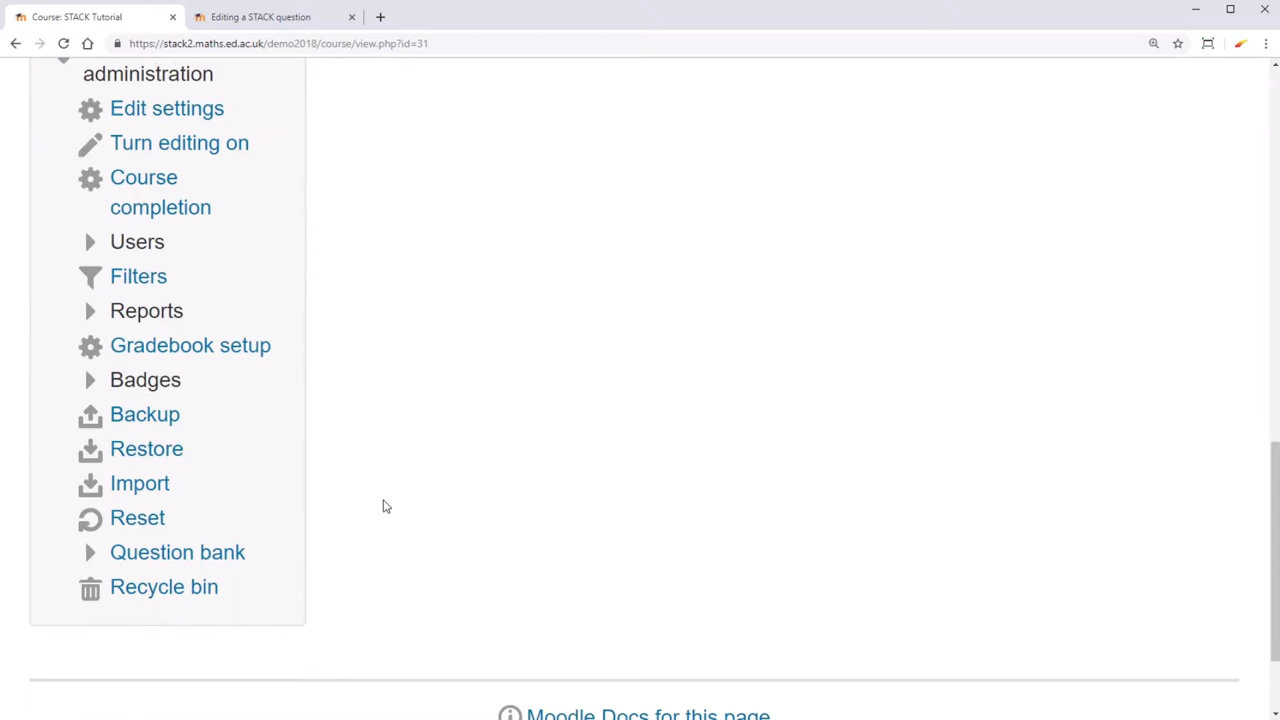 Course: STACK Tutorial
Editing a STACK question
https://stack2.maths.ed.ac.uk/demo2018/course/view.php?id=31
administration
Edit settings
Turn editing on
Course
completion
Users
Filters
Reports
Gradebook setup
Badges
Backup
Restore
Import
Reset
Question bank
Recycle bin
Moodle Docs for this page